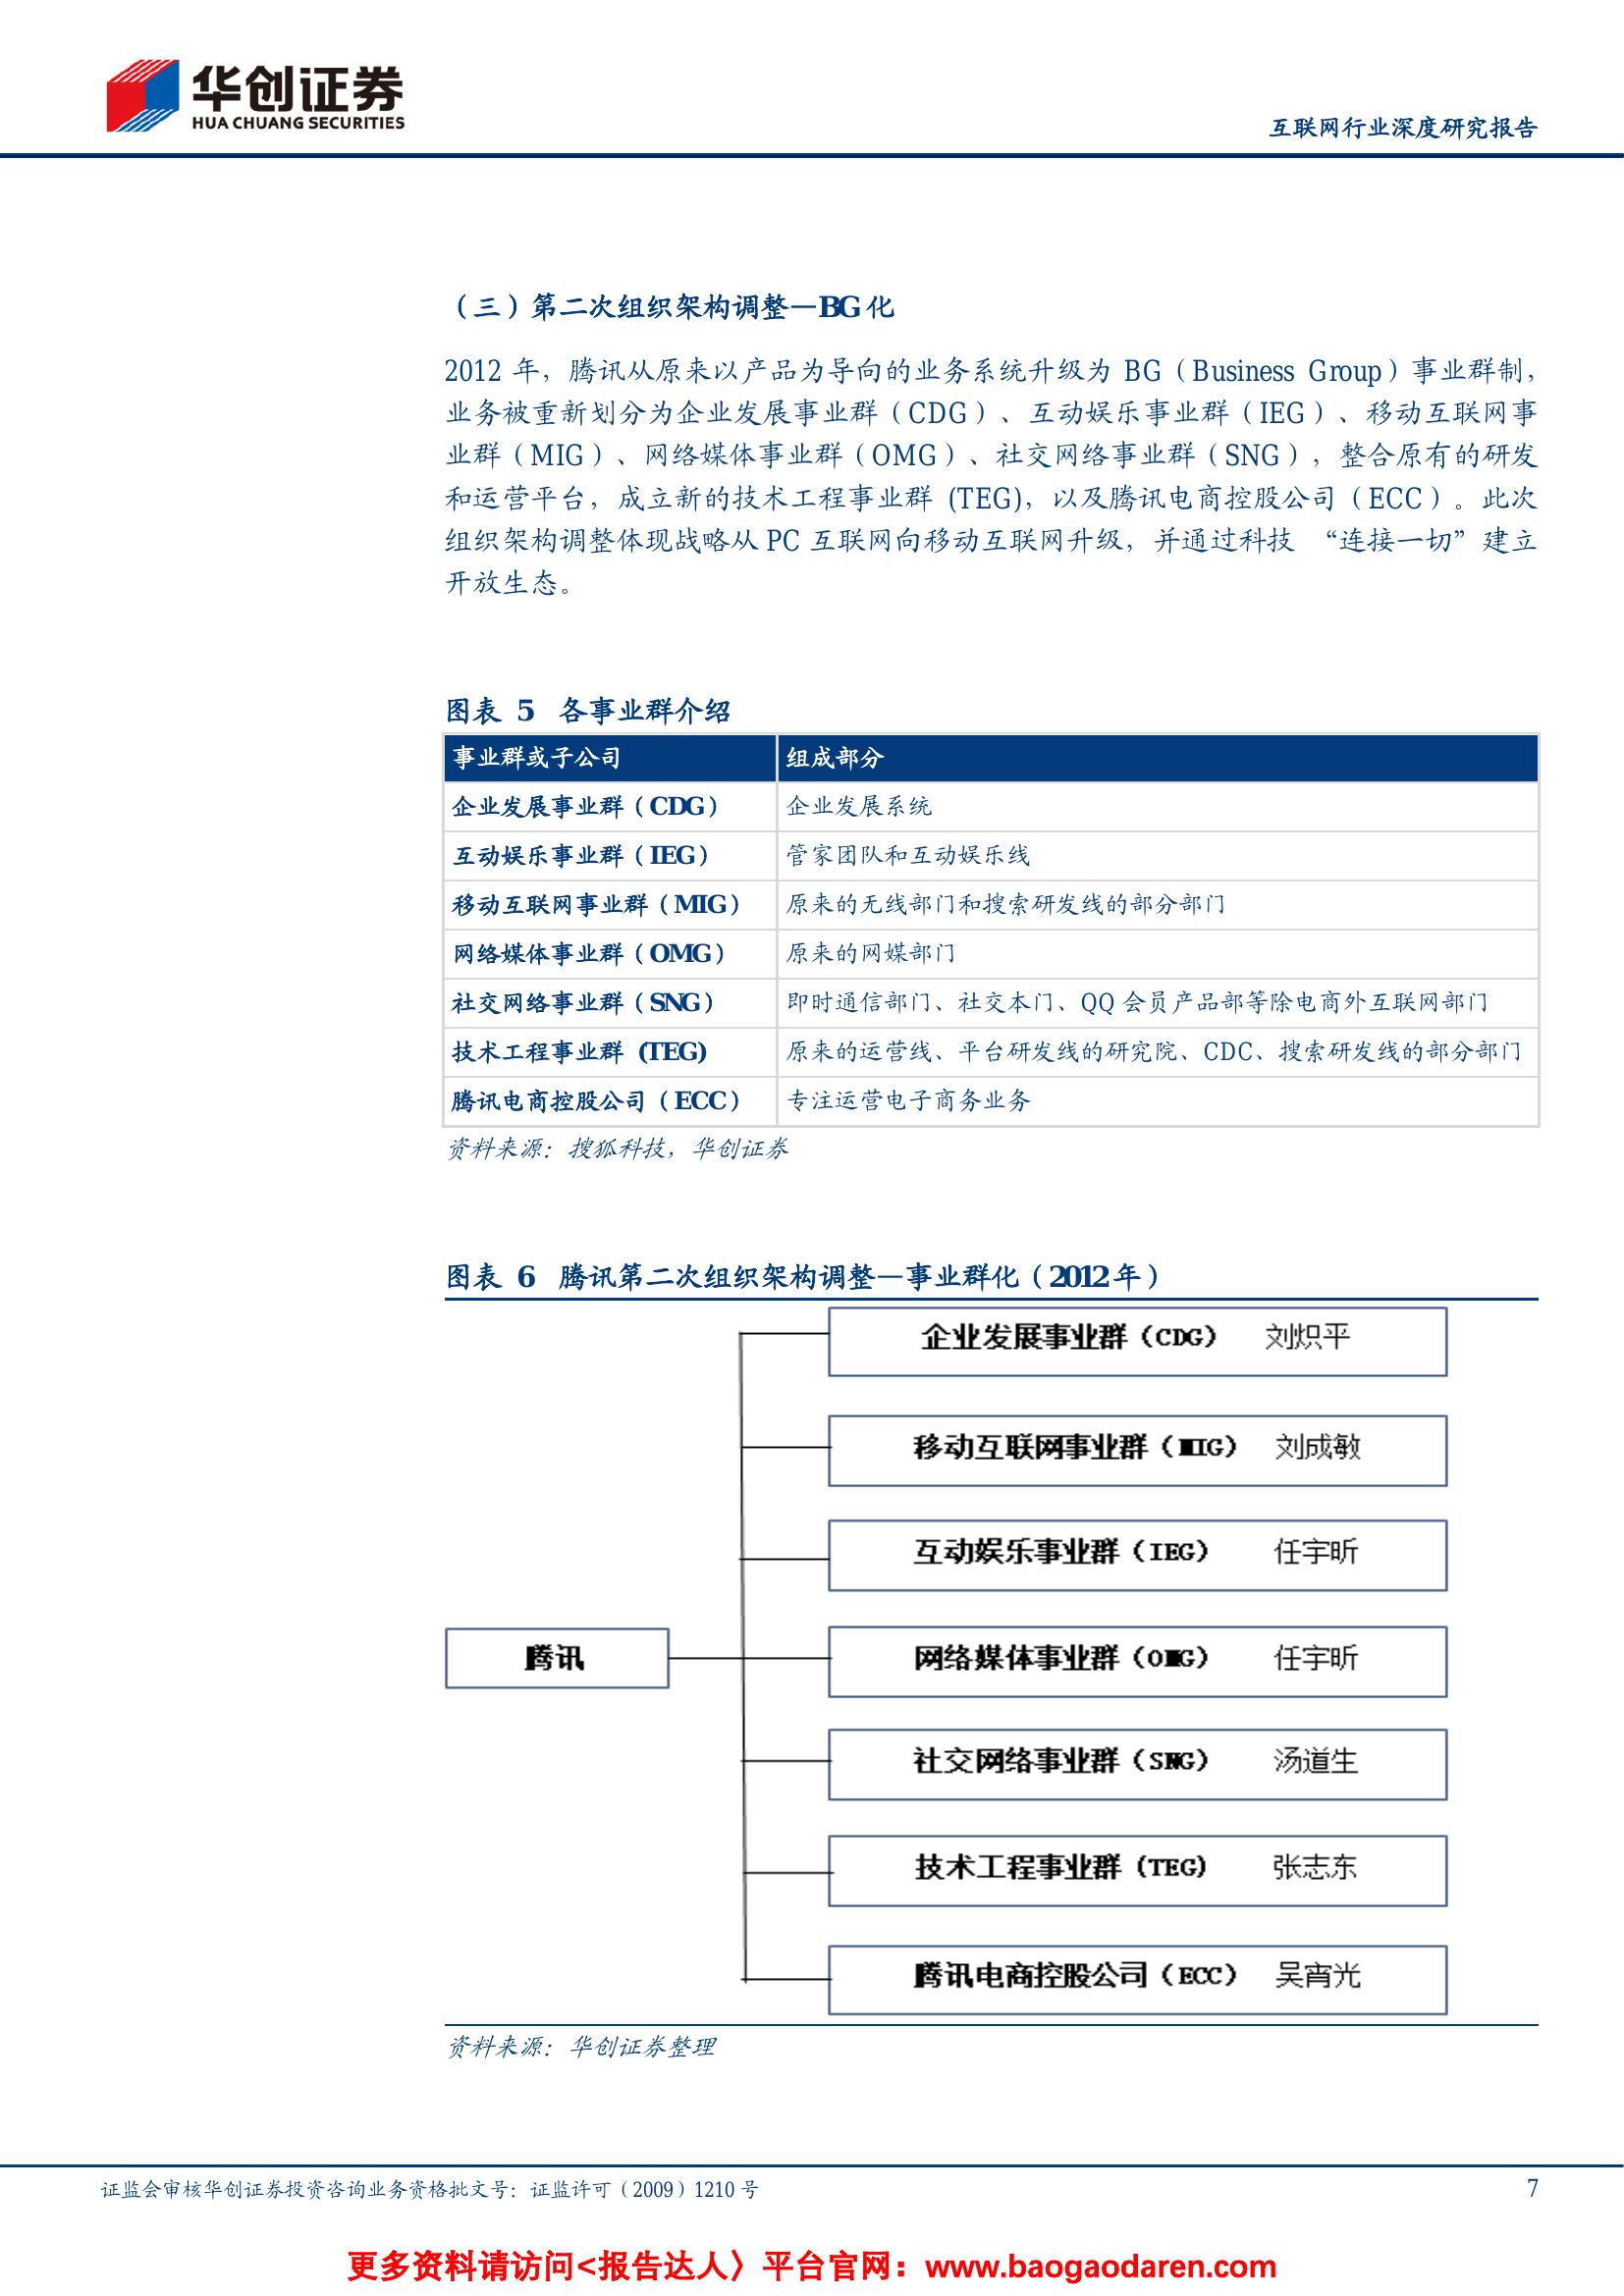 华创证券
HUA CHUANG SECURITIES
互联网行业深度研究报告
（三）第二次组织架构调整—BG化
2012 年，腾讯从原来以产品为导向的业务系统升级为 BG（Business Group）事业群制，
业务被重新划分为企业发展事业群（CDG）、互动娱乐事业群（IEG）、移动互联网事
业群（MIG）、网络媒体事业群（OMG）、社交网络事业群（SNG），整合原有的研发
和运营平台，成立新的技术工程事业群 (TEG)，以及腾讯电商控股公司（ECC）。此次
组织架构调整体现战略从 PC 互联网向移动互联网升级，并通过科技 “连接一切”建立
开放生态。
图表 5 各事业群介绍
事业群或子公司 组成部分
企业发展事业群（CDG） 企业发展系统
互动娱乐事业群（IEG） 管家团队和互动娱乐线
移动互联网事业群（MIG） 原来的无线部门和搜索研发线的部分部门
网络媒体事业群（OMG） 原来的网媒部门
社交网络事业群（SNG） 即时通信部门、社交本门、QQ 会员产品部等除电商外互联网部门
技术工程事业群 (TEG) 原来的运营线、平台研发线的研究院、CDC、搜索研发线的部分部门
腾讯电商控股公司（ECC） 专注运营电子商务业务
资料来源：搜狐科技，华创证券
图表 6 腾讯第二次组织架构调整—事业群化（2012年）
企业发展事业群（CDG） 刘炽平
移动互联网事业群（MIG） 刘成敏
互动娱乐事业群（IEG） 任宇昕
腾讯
网络媒体事业群（OMG） 任宇昕
社交网络事业群（SNG） 汤道生
技术工程事业群 (TEG) 张志东
腾讯电商控股公司（ECC） 吴宵光
资料来源：华创证券整理
证监会审核华创证券投资咨询业务资格批文号：证监许可（2009）1210 号 7
更多资料请访问<报告达人〉平台官网：www.baogaodaren.com